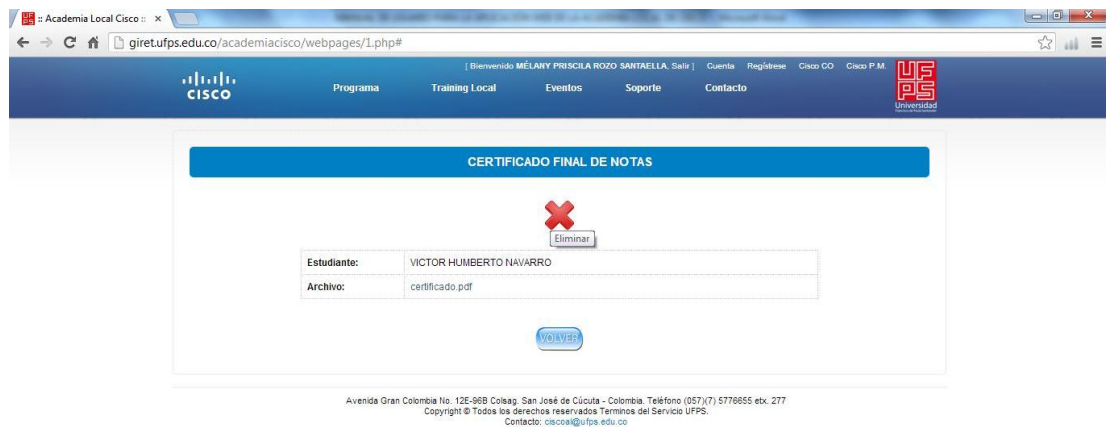 :: Academia Local Cisco ::
giret.ufps.edu.co/academiacisco/webpages/1.php#
[ Bienvenido MÉLANY PRISCILA ROZO SANTAELLA, Salir ] Cuenta Regístrese Cisco CO Cisco P.M.
CISCO
Programa Training Local Eventos Soporte Contacto
UFPS
Universidad
CERTIFICADO FINAL DE NOTAS
Eliminar
Estudiante: VICTOR HUMBERTO NAVARRO
Archivo: certificado.pdf
VOLVER
Avenida Gran Colombia No. 12E-96B Colsag. San José de Cúcuta - Colombia. Teléfono (057)(7) 5776655 etx. 277
Copyright © Todos los derechos reservados Terminos del Servicio UFPS.
Contacto: ciscoal@ufps.edu.co